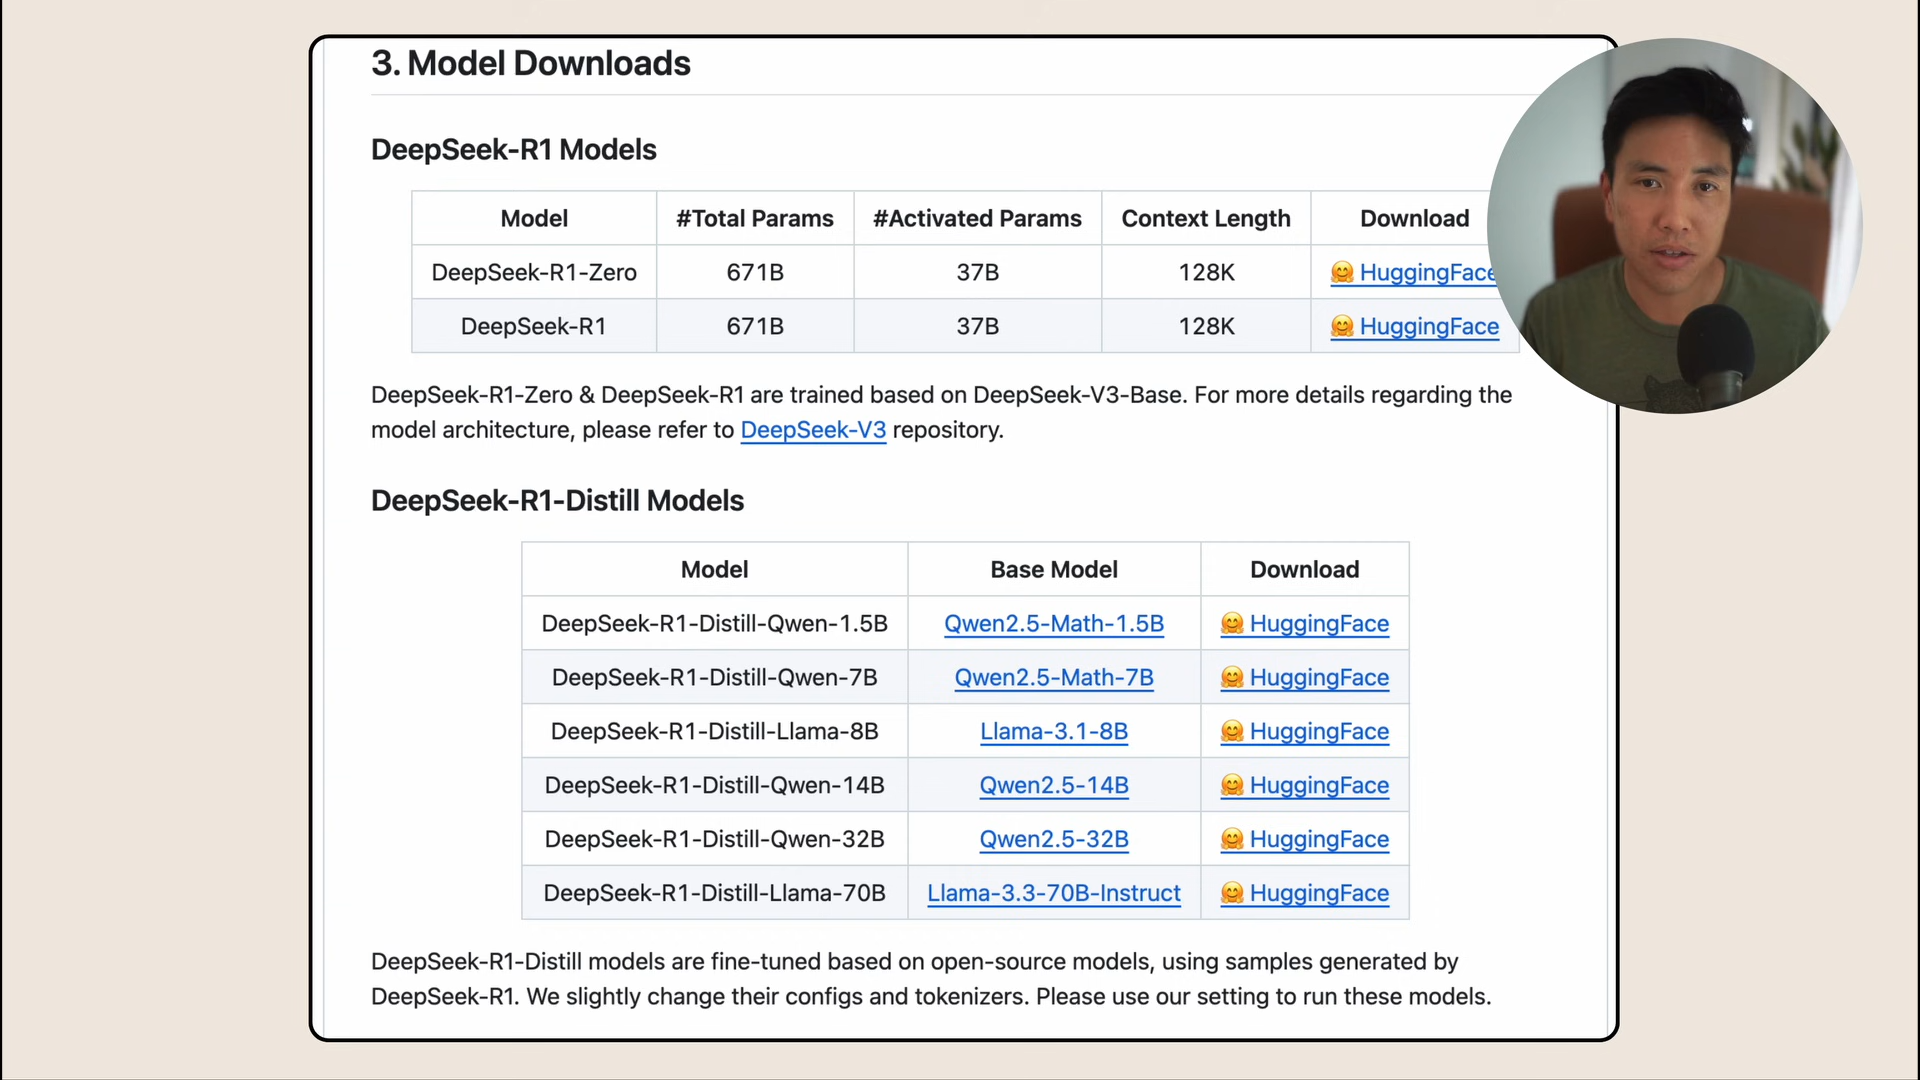 3. Model Downloads
DeepSeek-R1 Models
Model #Total Params #Activated Params Context Length Download
DeepSeek-R1-Zero 671B 37B 128K 🤗 HuggingFace
DeepSeek-R1 671B 37B 128K 🤗 HuggingFace
DeepSeek-R1-Zero & DeepSeek-R1 are trained based on DeepSeek-V3-Base. For more details regarding the
model architecture, please refer to DeepSeek-V3 repository.
DeepSeek-R1-Distill Models
Model Base Model Download
DeepSeek-R1-Distill-Qwen-1.5B Qwen2.5-Math-1.5B 🤗 HuggingFace
DeepSeek-R1-Distill-Qwen-7B Qwen2.5-Math-7B 🤗 HuggingFace
DeepSeek-R1-Distill-Llama-8B Llama-3.1-8B 🤗 HuggingFace
DeepSeek-R1-Distill-Qwen-14B Qwen2.5-14B 🤗 HuggingFace
DeepSeek-R1-Distill-Qwen-32B Qwen2.5-32B 🤗 HuggingFace
DeepSeek-R1-Distill-Llama-70B Llama-3.3-70B-Instruct 🤗 HuggingFace
DeepSeek-R1-Distill models are fine-tuned based on open-source models, using samples generated by
DeepSeek-R1. We slightly change their configs and tokenizers. Please use our setting to run these models.